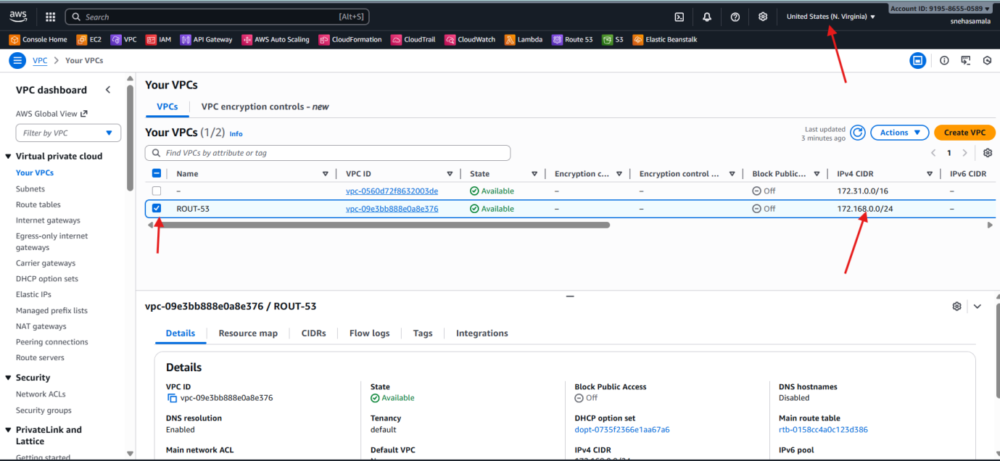 aws
Search [Alt+S]
United States (N. Virginia) ▼
Account ID: 9195-8655-0589 ▼
snehasamala
Console Home EC2 VPC IAM API Gateway AWS Auto Scaling CloudFormation CloudTrail CloudWatch Lambda Route 53 S3 Elastic Beanstalk
VPC > Your VPCs
VPC dashboard
AWS Global View
Filter by VPC
Virtual private cloud
Your VPCs
Subnets
Route tables
Internet gateways
Egress-only internet
gateways
Carrier gateways
DHCP option sets
Elastic IPs
Managed prefix lists
NAT gateways
Peering connections
Route servers
Security
Network ACLs
Security groups
PrivateLink and
Lattice
Getting started
Your VPCs
VPCs VPC encryption controls - new
Your VPCs (1/2) Info
Last updated
3 minutes ago
Actions
Create VPC
Find VPCs by attribute or tag
1
Name VPC ID State Encryption c... Encryption control ... Block Public... IPv4 CIDR IPv6 CIDR
– vpc-0560d72f8632003de Available – – Off 172.31.0.0/16 –
ROUT-53 vpc-09e3bb888e0a8e376 Available – – Off 172.168.0.0/24 –
vpc-09e3bb888e0a8e376 / ROUT-53
Details Resource map CIDRs Flow logs Tags Integrations
Details
VPC ID State Block Public Access DNS hostnames
vpc-09e3bb888e0a8e376 Available Off Disabled
DNS resolution Tenancy DHCP option set Main route table
Enabled default dopt-0735f2366e1aa67a6 rtb-0158cc4a0c123d386
Main network ACL Default VPC IPv4 CIDR IPv6 pool